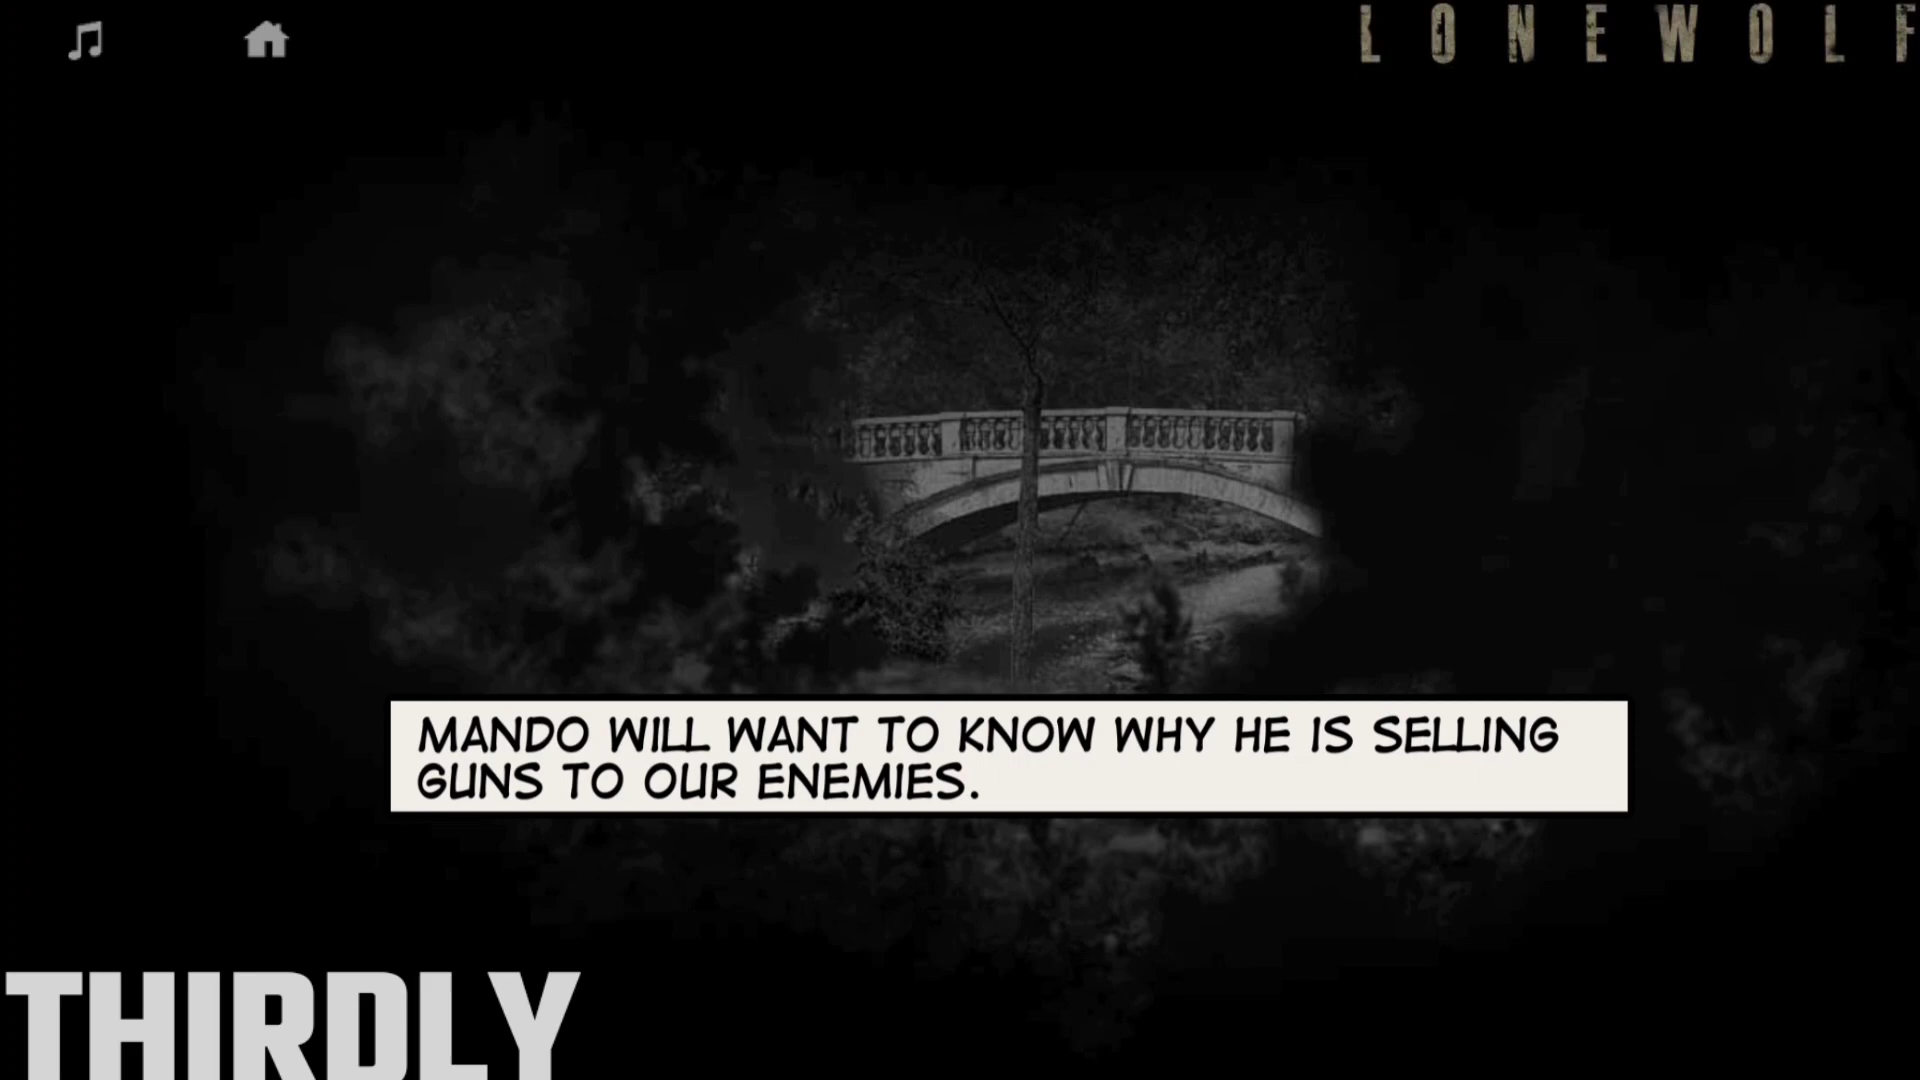 LONEWOLF
MANDO WILL WANT TO KNOW WHY HE IS SELLING
GUNS TO OUR ENEMIES.
THIRDLY